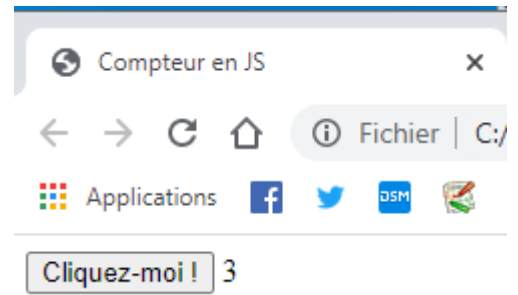 Compteur en JS
Fichier | C:/
Applications DSM
Cliquez-moi ! 3